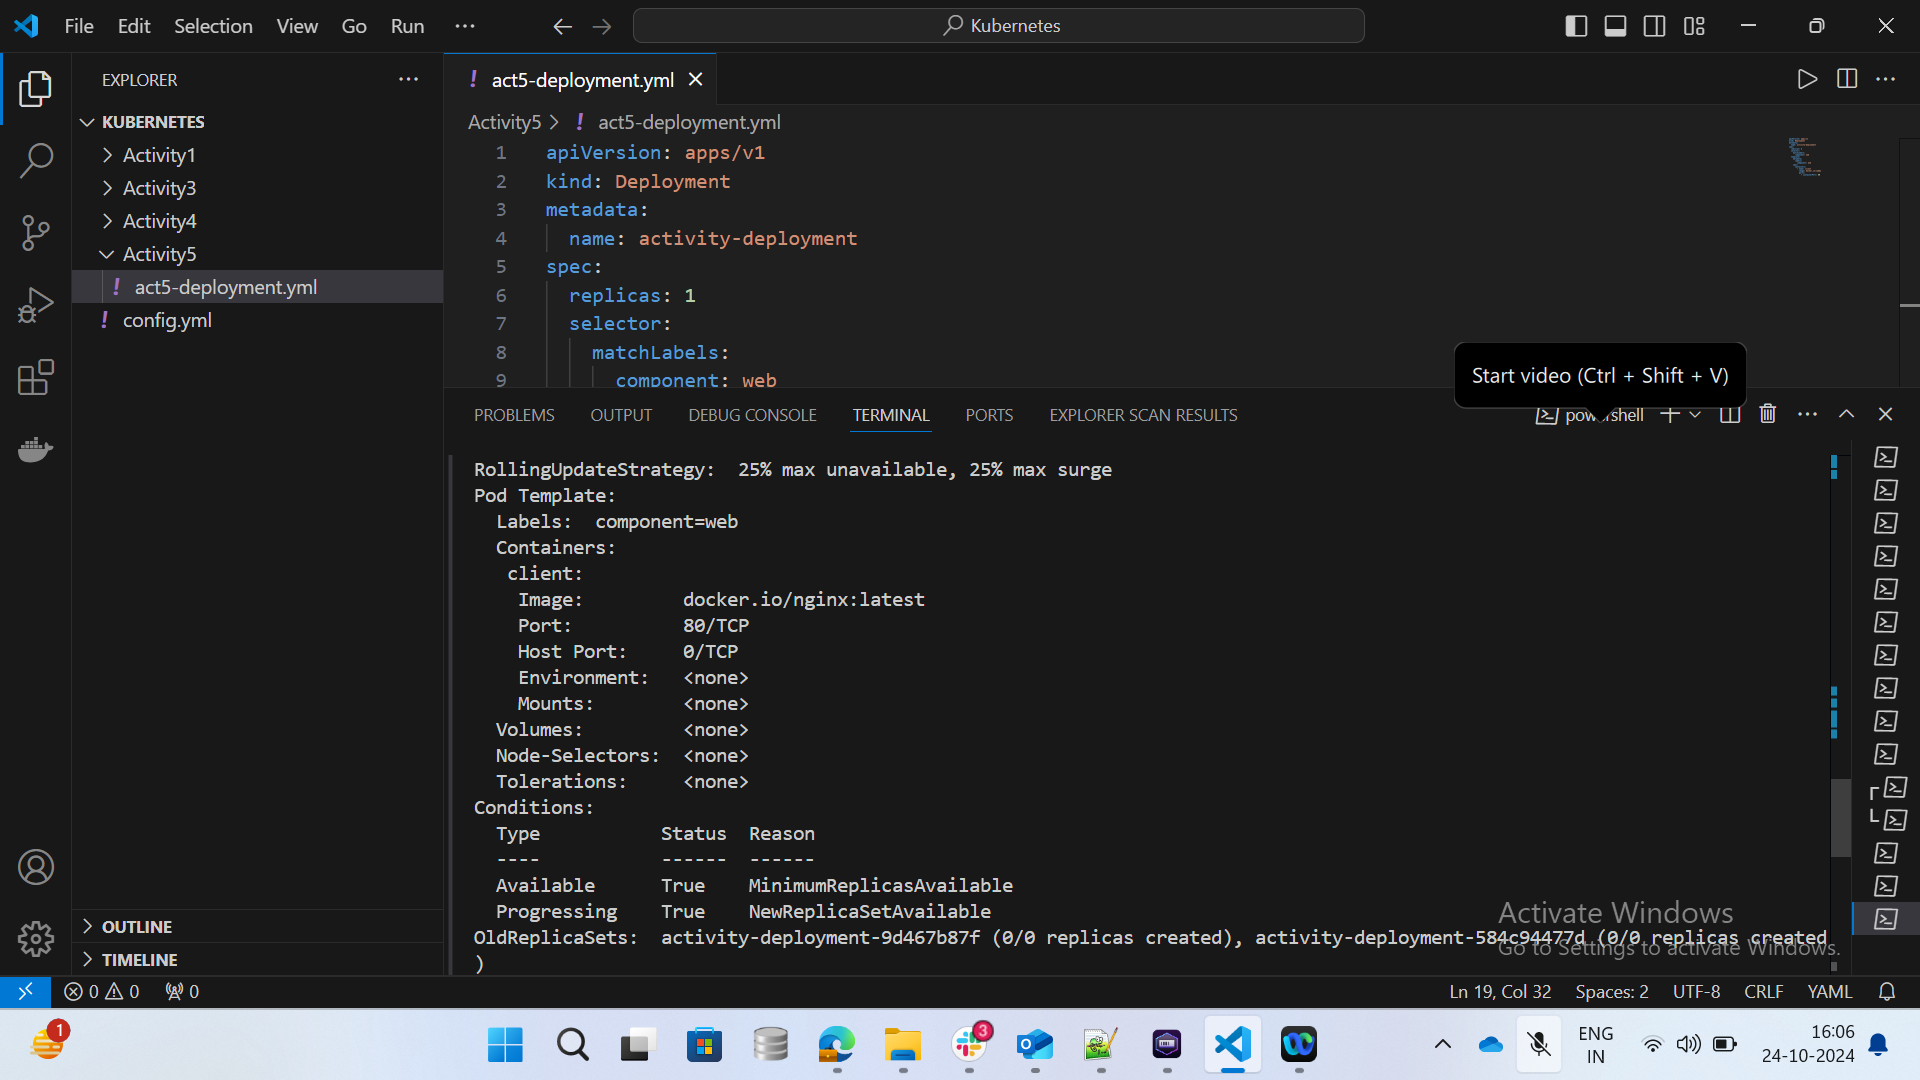 File Edit Selection View Go Run ··· Kubernetes
EXPLORER
KUBERNETES
Activity1
Activity3
Activity4
Activity5
! act5-deployment.yml
! config.yml
OUTLINE
TIMELINE
! act5-deployment.yml
Activity5 > ! act5-deployment.yml
1 apiVersion: apps/v1
2 kind: Deployment
3 metadata:
4 name: activity-deployment
5 spec:
6 replicas: 1
7 selector:
8 matchLabels:
9 component: web
Start video (Ctrl + Shift + V)
PROBLEMS OUTPUT DEBUG CONSOLE TERMINAL PORTS EXPLORER SCAN RESULTS powershell
RollingUpdateStrategy: 25% max unavailable, 25% max surge
Pod Template:
Labels: component=web
Containers:
client:
Image: docker.io/nginx:latest
Port: 80/TCP
Host Port: 0/TCP
Environment: <none>
Mounts: <none>
Volumes: <none>
Node-Selectors: <none>
Tolerations: <none>
Conditions:
Type Status Reason
---- ------ ------
Available True MinimumReplicasAvailable
Progressing True NewReplicaSetAvailable
OldReplicaSets: activity-deployment-9d467b87f (0/0 replicas created), activity-deployment-584c94477d (0/0 replicas created
)
Activate Windows
Go to Settings to activate Windows.
0 0 0 Ln 19, Col 32 Spaces: 2 UTF-8 CRLF YAML
1
3
ENG
IN
16:06
24-10-2024